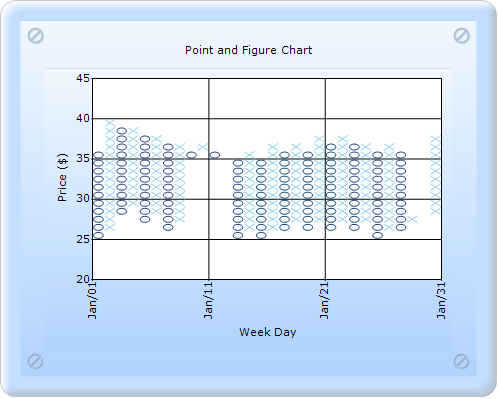 Point and Figure Chart
45
40
35
30
25
20
Price ($)
Jan/01
Jan/11
Jan/21
Jan/31
Week Day